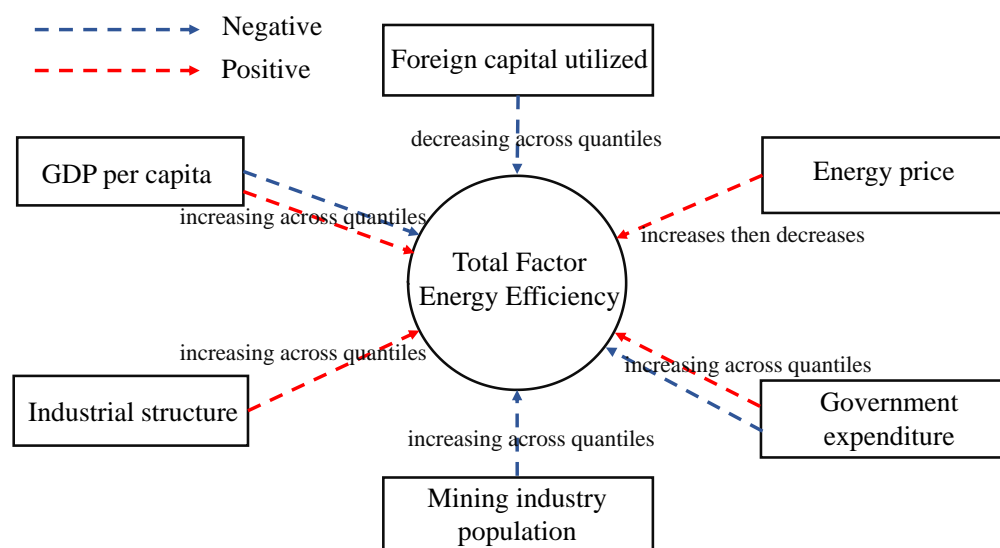 Negative
Positive
Foreign capital utilized
decreasing across quantiles
GDP per capita
increasing across quantiles
Energy price
increases then decreases
Total Factor
Energy Efficiency
increasing across quantiles
Industrial structure
increasing across quantiles
Government
expenditure
increasing across quantiles
Mining industry
population